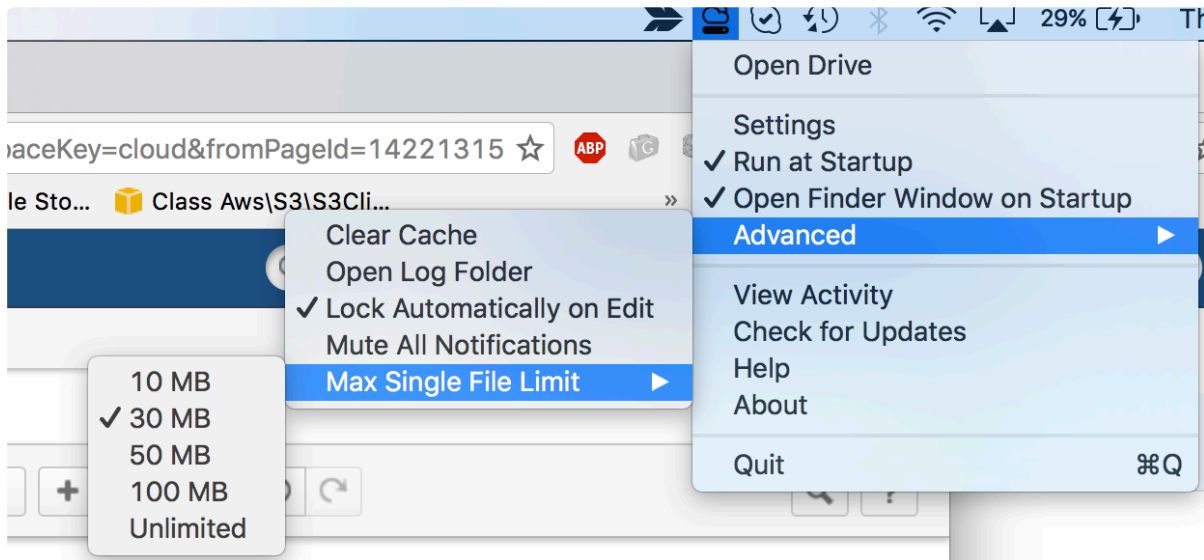 29%
Open Drive
Settings
✓ Run at Startup
✓ Open Finder Window on Startup
Advanced
View Activity
Check for Updates
Help
About
Quit ⌘Q
paceKey=cloud&fromPageId=14221315
ABP
G
le Sto... Class Aws\S3\S3Cli... »
Clear Cache
Open Log Folder
✓ Lock Automatically on Edit
Mute All Notifications
Max Single File Limit
10 MB
✓ 30 MB
50 MB
100 MB
Unlimited
+
?